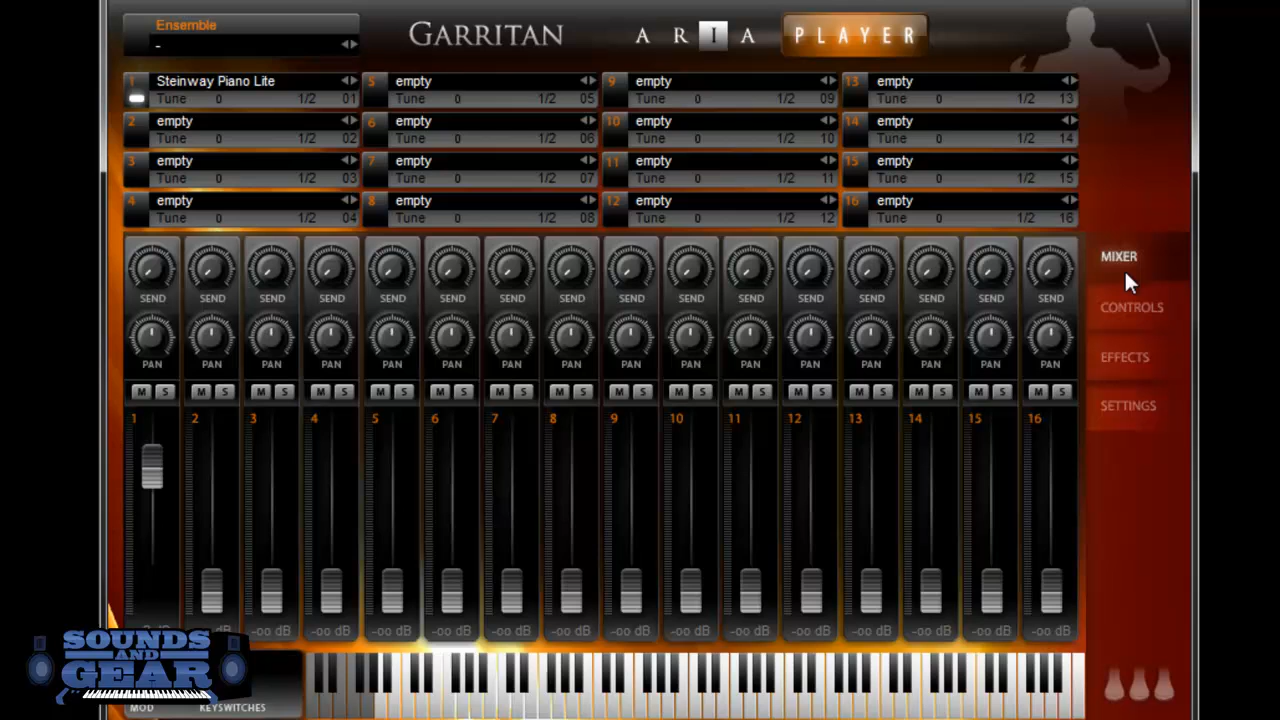 Ensemble
-
GARRITAN
A R I A PLAYER
1 Steinway Piano Lite
Tune 0 1/2 01
5 empty
Tune 0 1/2 05
9 empty
Tune 0 1/2 09
13 empty
Tune 0 1/2 13
2 empty
Tune 0 1/2 02
6 empty
Tune 0 1/2 06
10 empty
Tune 0 1/2 10
14 empty
Tune 0 1/2 14
3 empty
Tune 0 1/2 03
7 empty
Tune 0 1/2 07
11 empty
Tune 0 1/2 11
15 empty
Tune 0 1/2 15
4 empty
Tune 0 1/2 04
8 empty
Tune 0 1/2 08
12 empty
Tune 0 1/2 12
16 empty
Tune 0 1/2 16
SEND SEND SEND SEND SEND SEND SEND SEND SEND SEND SEND SEND SEND SEND SEND SEND
PAN PAN PAN PAN PAN PAN PAN PAN PAN PAN PAN PAN PAN PAN PAN PAN
M S M S M S M S M S M S M S M S M S M S M S M S M S M S M S M S
1 2 3 4 5 6 7 8 9 10 11 12 13 14 15 16
-oo dB -oo dB -oo dB -oo dB -oo dB -oo dB -oo dB -oo dB -oo dB -oo dB -oo dB -oo dB -oo dB -oo dB
MIXER
CONTROLS
EFFECTS
SETTINGS
SOUNDS
AND
GEAR
MOD KEYSWITCHES